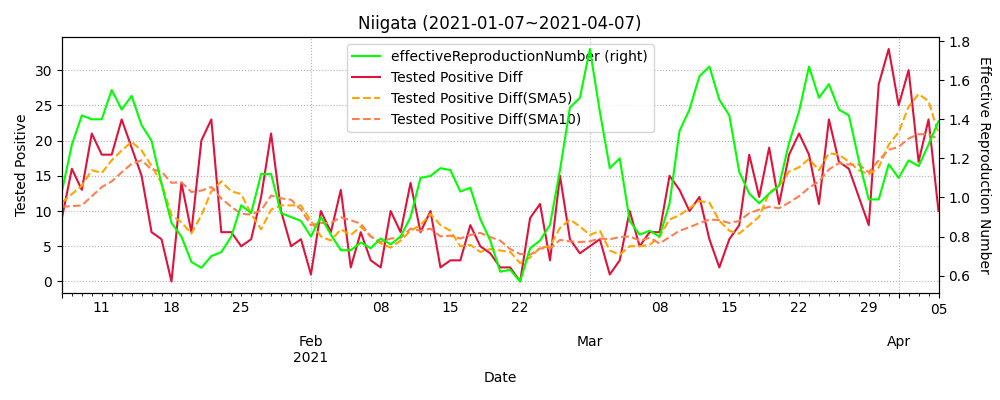 Niigata (2021-01-07~2021-04-07)
effectiveReproductionNumber (right)
Tested Positive Diff
Tested Positive Diff(SMA5)
Tested Positive Diff(SMA10)
Tested Positive
30
25
20
15
10
5
0
Effective Reproduction Number
1.8
1.6
1.4
1.2
1.0
0.8
0.6
11 18 25 08 15 22 08 15 22 29 05
Feb Mar Apr
2021
Date